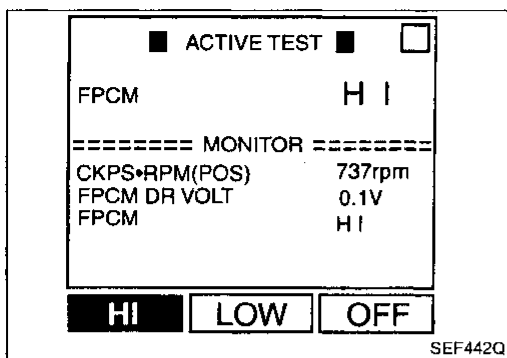 ■ ACTIVE TEST ■
FPCM HI
======== MONITOR ========
CKPS•RPM(POS) 737rpm
FPCM DR VOLT 0.1V
FPCM HI
HI LOW OFF
SEF442Q